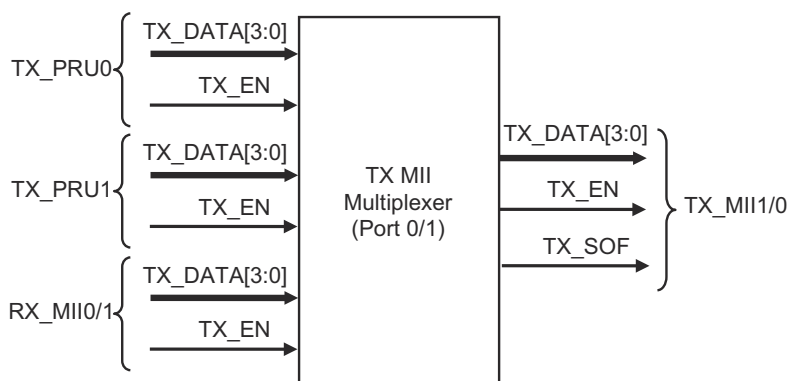 TX_DATA[3:0]
TX_PRU0
TX_EN
TX_DATA[3:0]
TX_PRU1
TX_EN
TX_DATA[3:0]
RX_MII0/1
TX_EN
TX MII
Multiplexer
(Port 0/1)
TX_DATA[3:0]
TX_EN
TX_MII1/0
TX_SOF